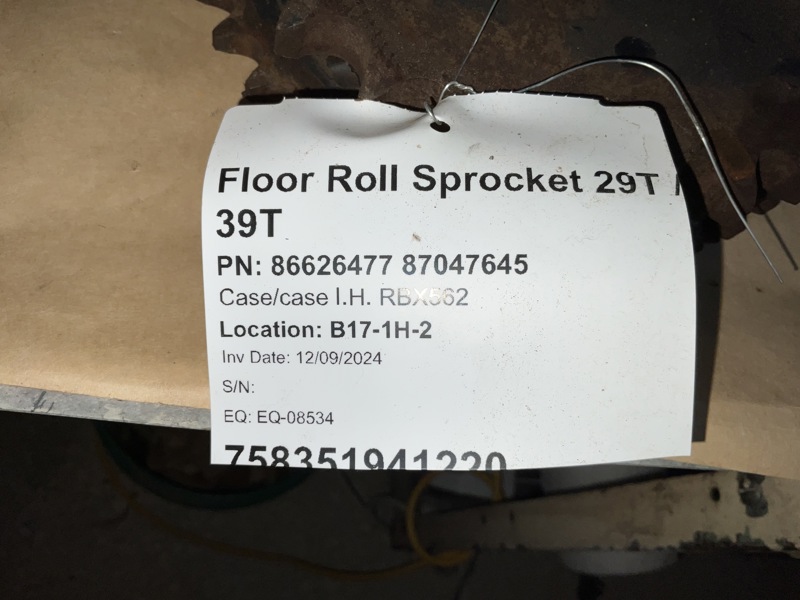 Floor Roll Sprocket 29T /
39T
PN: 86626477 87047645
Case/case I.H. RBX562
Location: B17-1H-2
Inv Date: 12/09/2024
S/N:
EQ: EQ-08534
758351941220